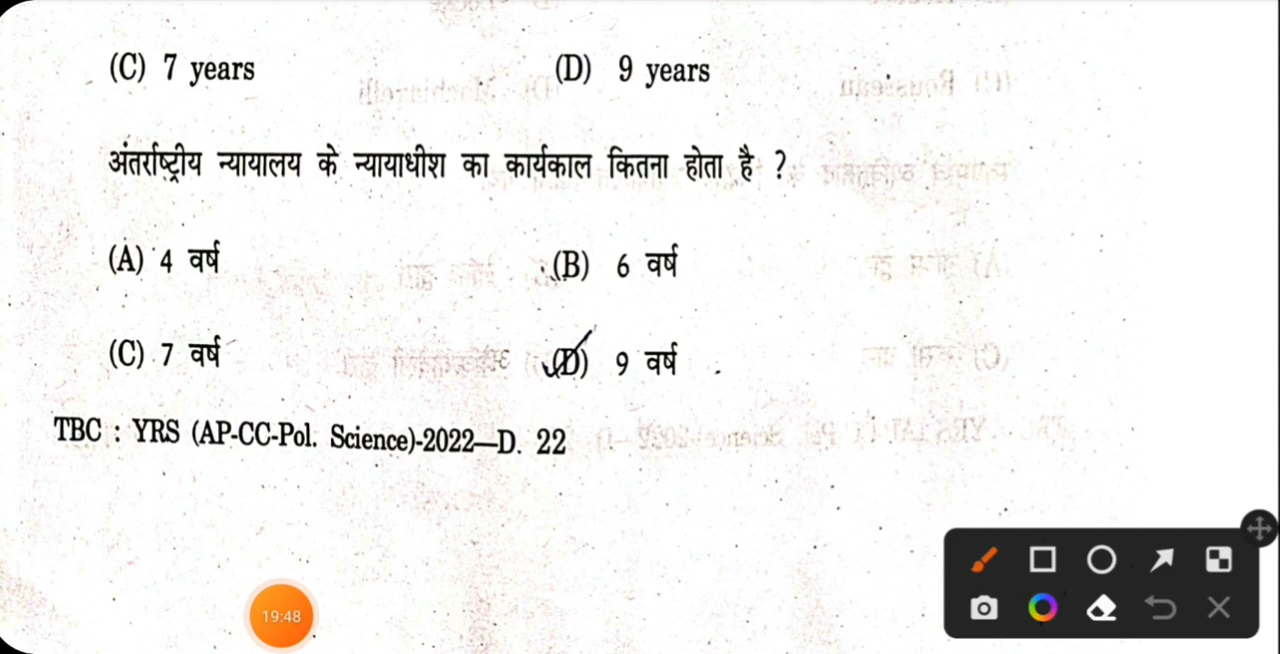 (C) 7 years (D) 9 years
अंतर्राष्ट्रीय न्यायालय के न्यायाधीश का कार्यकाल कितना होता है ?
(A) 4 वर्ष (B) 6 वर्ष
(C) 7 वर्ष (D) 9 वर्ष
TBC : YRS (AP-CC-Pol. Science)-2022—D. 22
19:48